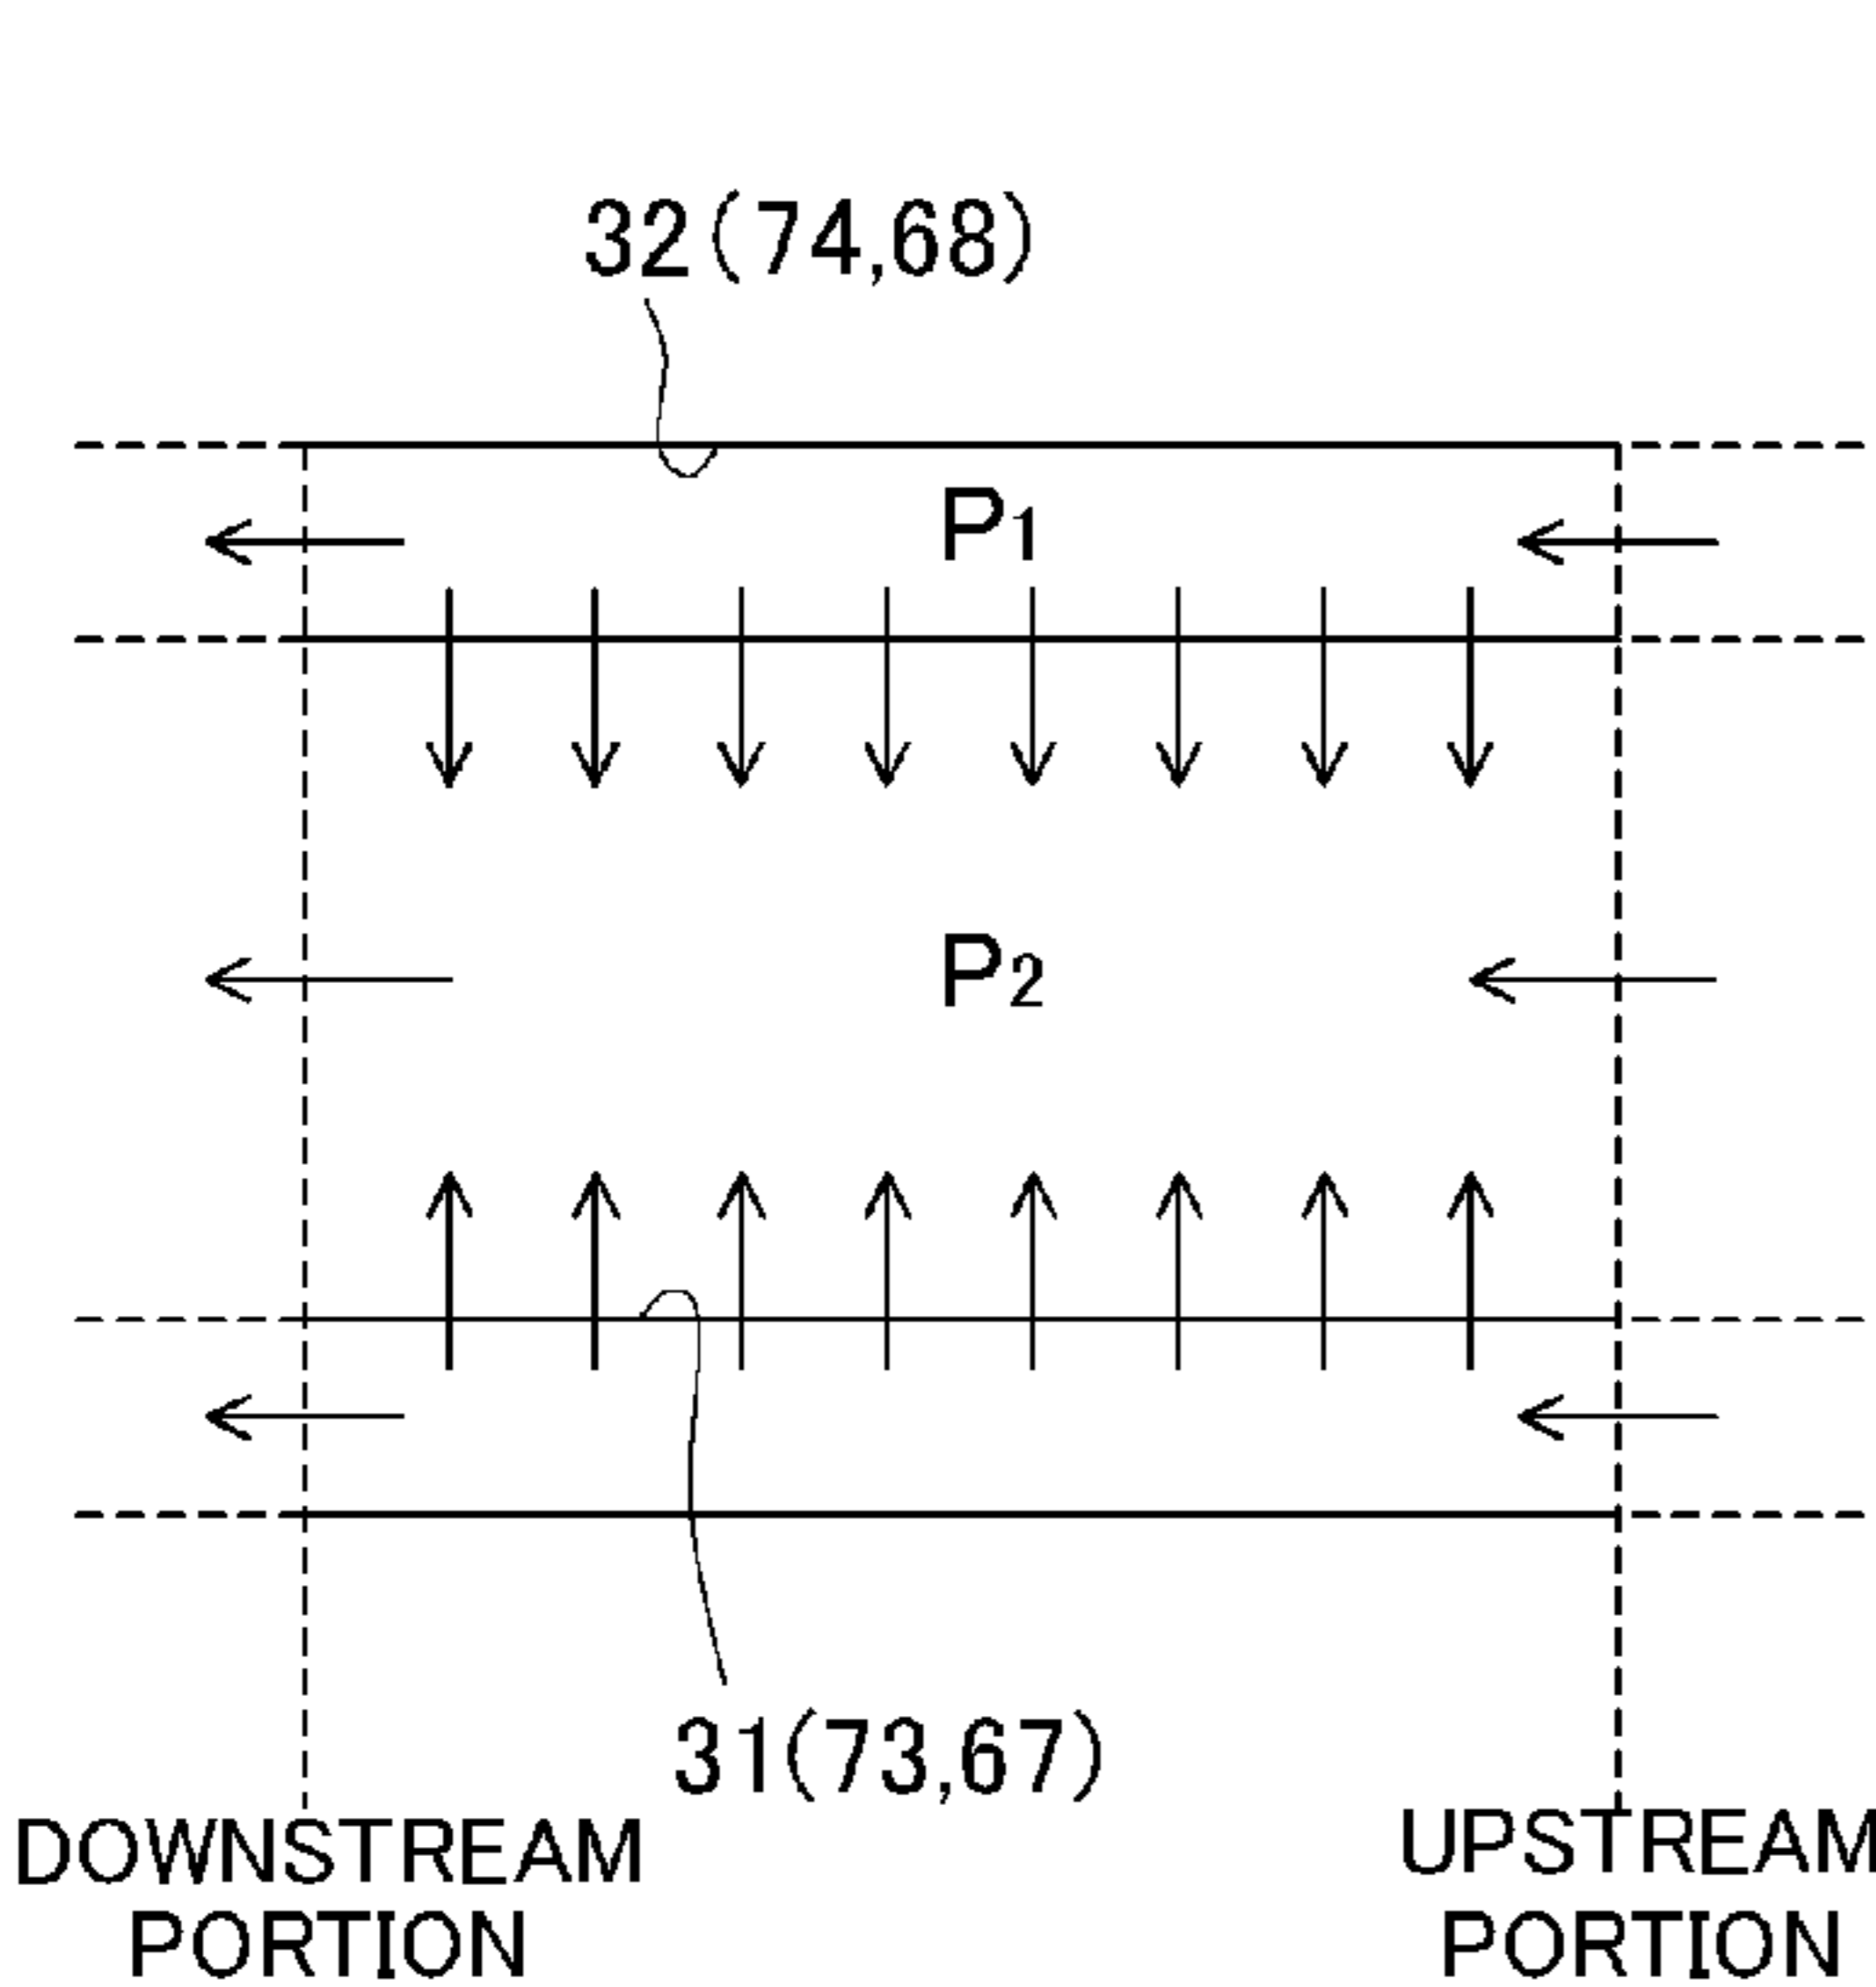 32(74,68)
P1
P2
31(73,67)
DOWNSTREAM
PORTION
UPSTREAM
PORTION